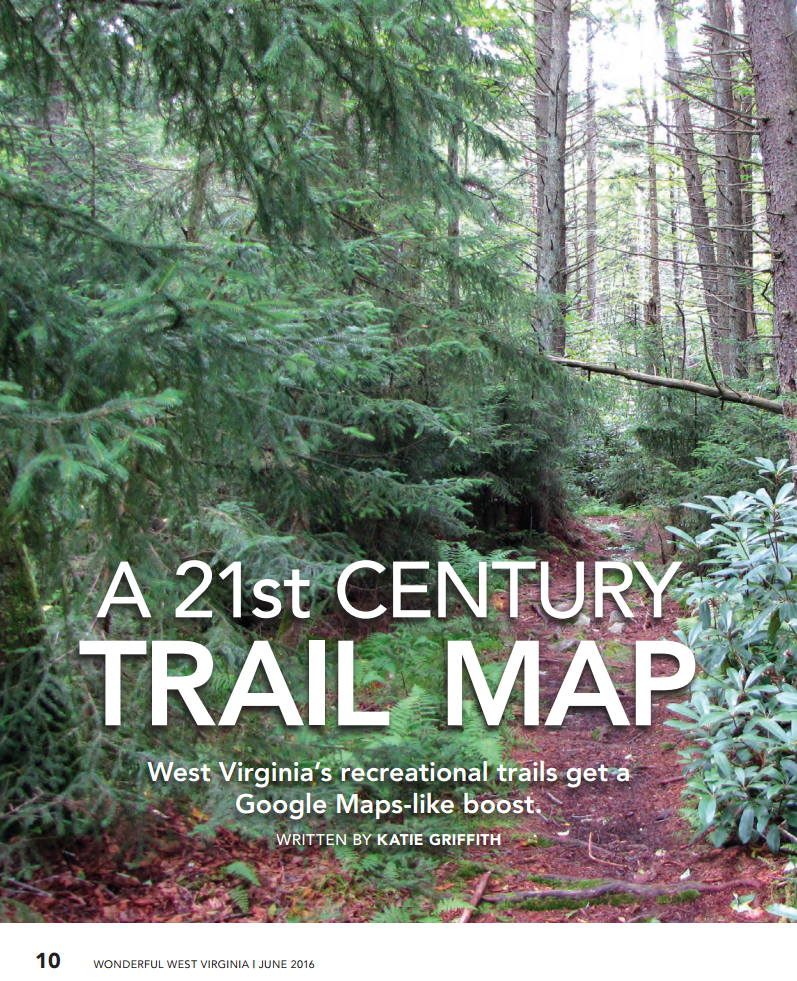 A 21st CENTURY
TRAIL MAP
West Virginia's recreational trails get a
Google Maps-like boost.
WRITTEN BY KATIE GRIFFITH
10 WONDERFUL WEST VIRGINIA | JUNE 2016